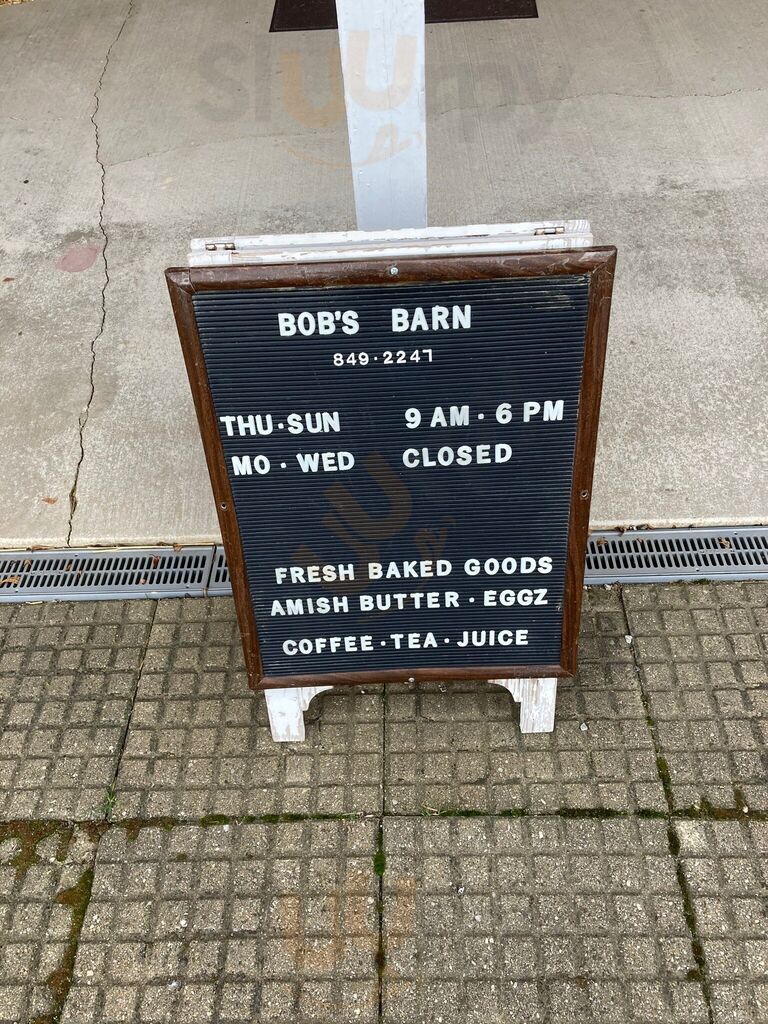 BOB'S BARN
849·2247
THU·SUN 9 AM·6 PM
MO·WED CLOSED
FRESH BAKED GOODS
AMISH BUTTER·EGGZ
COFFEE·TEA·JUICE
sluurpy